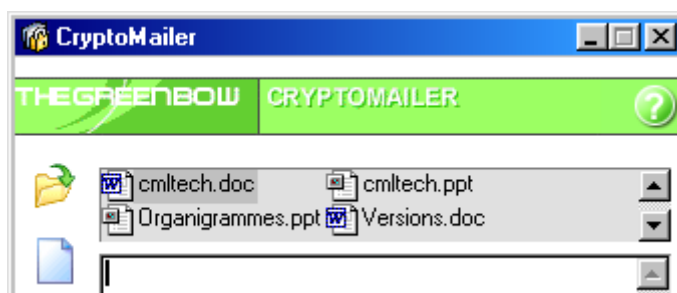 CryptoMailer
THEGREENBOW CRYPTOMAILER
cmltech.doc cmltech.ppt
Organigrammes.ppt Versions.doc